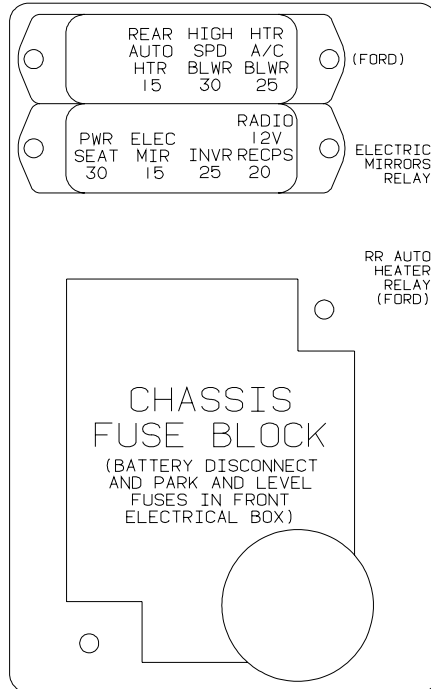 REAR HIGH HTR
AUTO SPD A/C
HTR BLWR BLWR
15 30 25
(FORD)
RADIO
12V
PWR ELEC
SEAT MIR INVR RECPS
30 15 25 20
ELECTRIC
MIRRORS
RELAY
RR AUTO
HEATER
RELAY
(FORD)
CHASSIS
FUSE BLOCK
(BATTERY DISCONNECT
AND PARK AND LEVEL
FUSES IN FRONT
ELECTRICAL BOX)